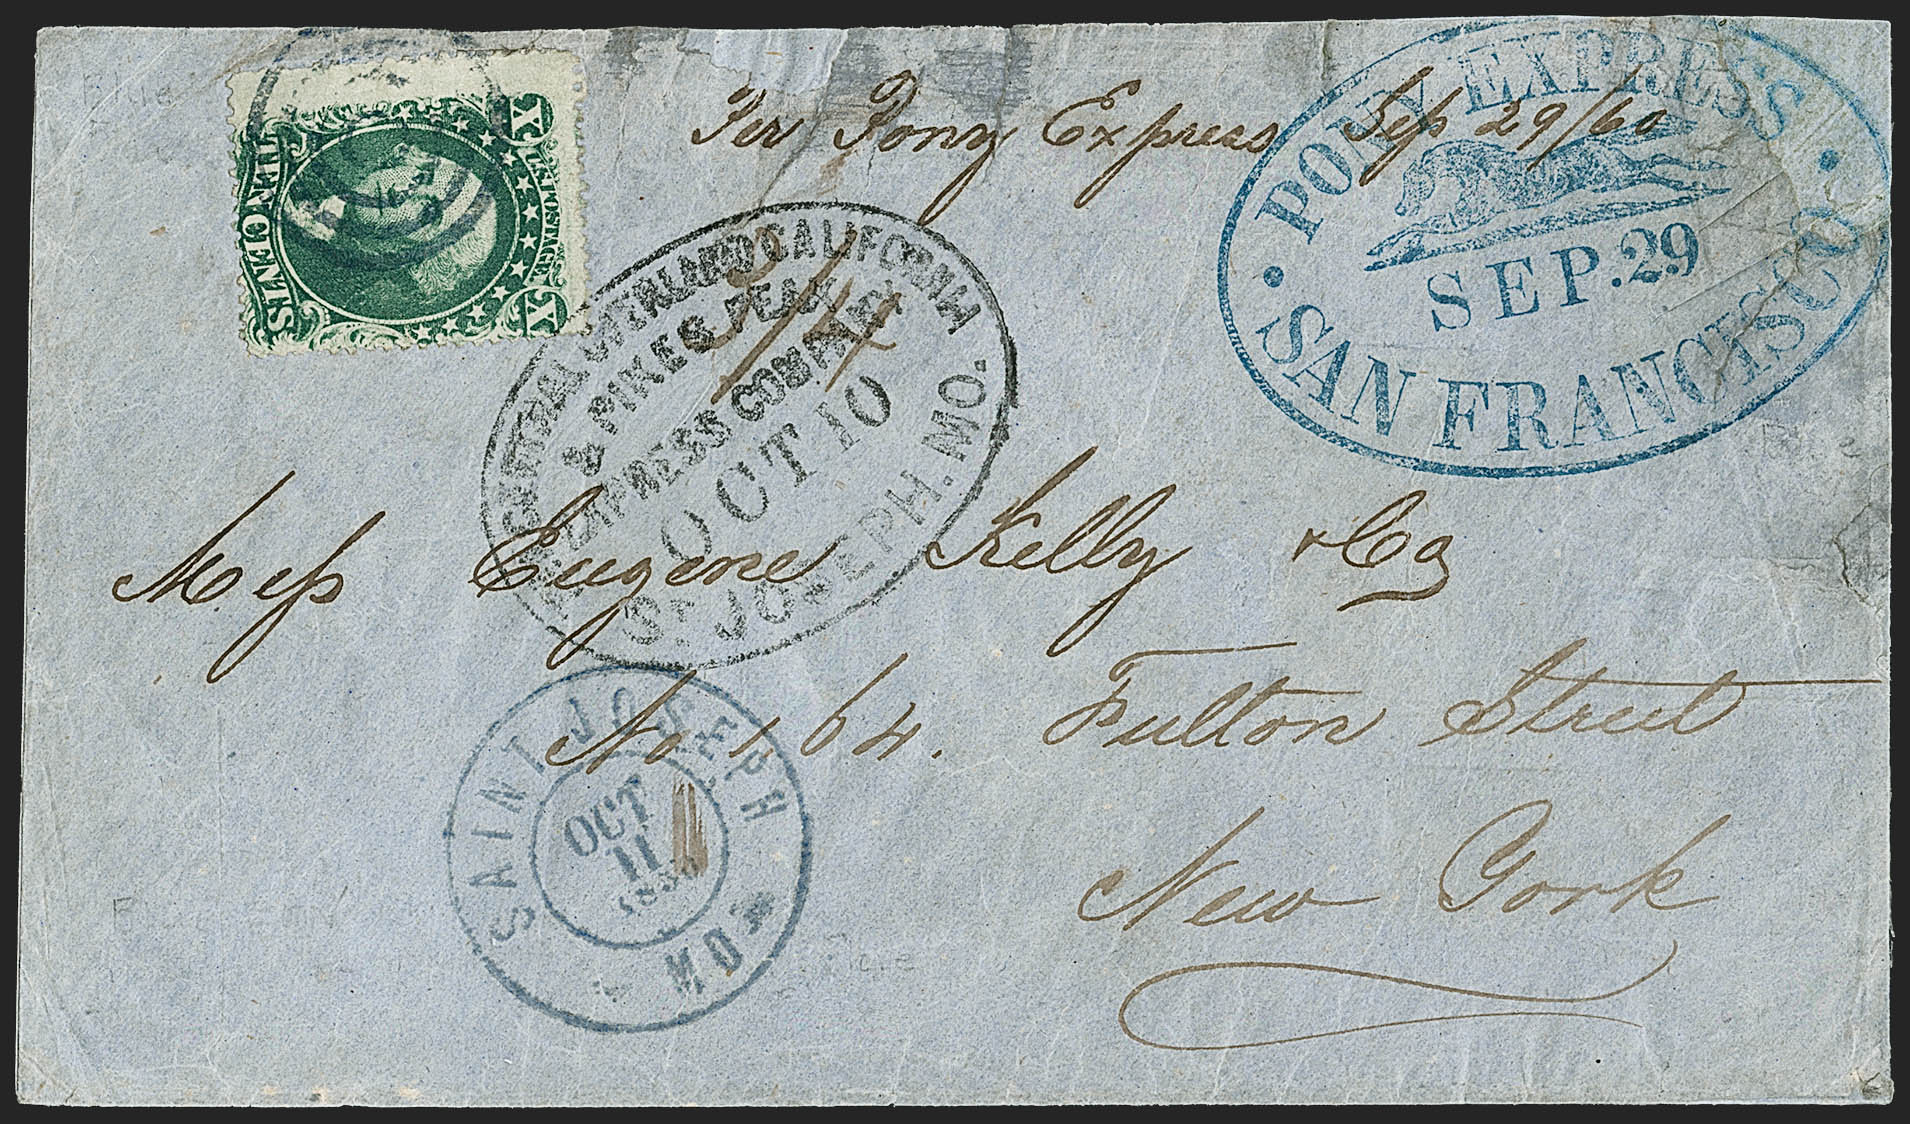 Per Pony Express Sep 29/60
PONY EXPRESS
SEP. 29
SAN FRANCISCO
X U.S. POSTAGE X
TEN CENTS
CENTRAL OVERLAND CALIFORNIA
& PIKES PEAK
EXPRESS COMPANY
OCT 10
ST JOSEPH. MO.
Mess Eugene Kelly & Co
No 164. Fulton Street
New York
SAINT JOSEPH
OCT
11
MO